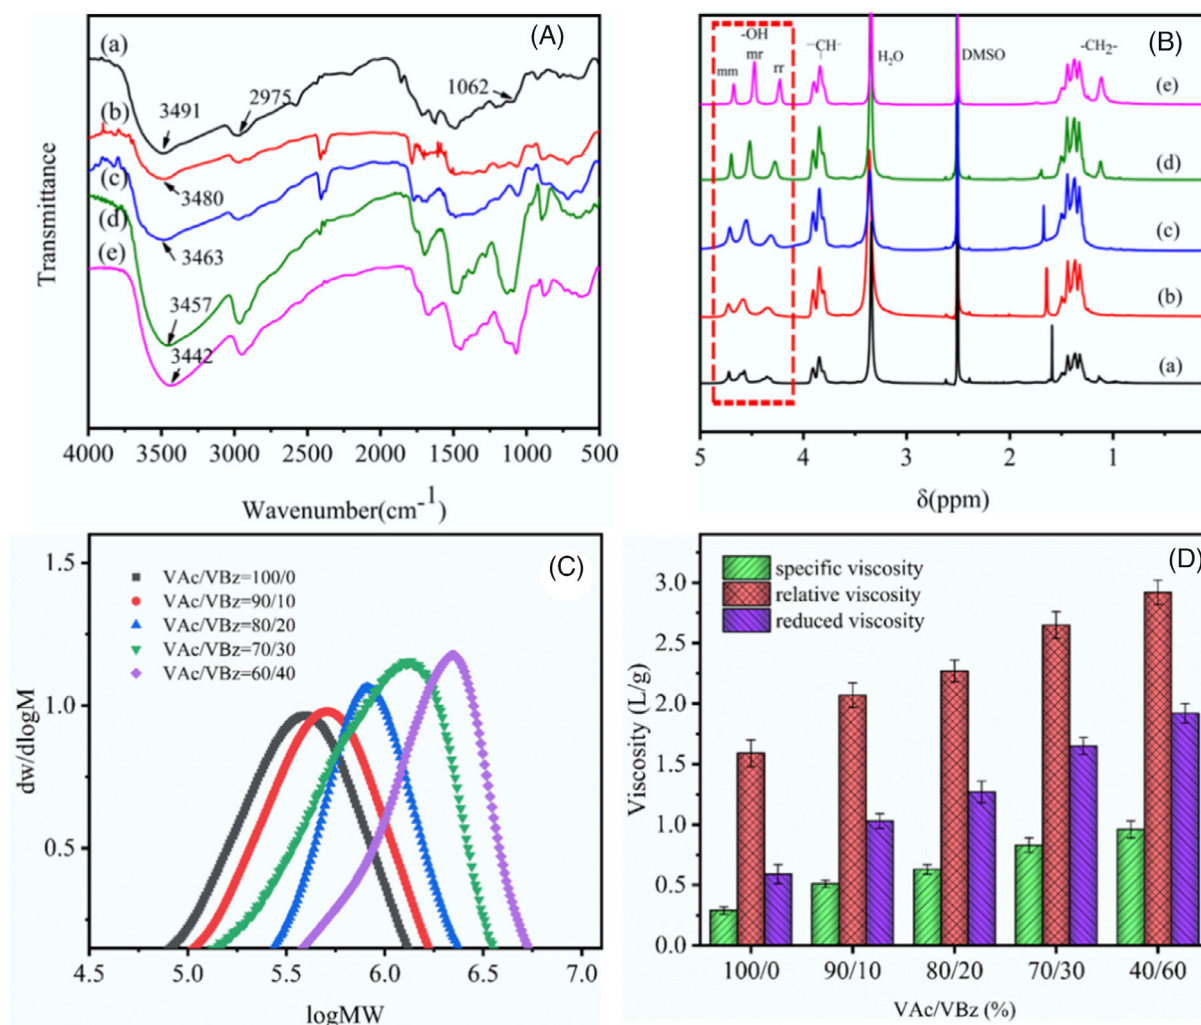 (A)
(a)
(b)
(c)
(d)
(e)
3491
2975
1062
3480
3463
3457
3442
Transmittance
4000 3500 3000 2500 2000 1500 1000 500
Wavenumber(cm-1)
(B)
-OH
mm mr rr
—CH—
H2O
DMSO
-CH2-
(e)
(d)
(c)
(b)
(a)
5 4 3 2 1
δ(ppm)
(C)
VAc/VBz=100/0
VAc/VBz=90/10
VAc/VBz=80/20
VAc/VBz=70/30
VAc/VBz=60/40
dw/dlogM
1.5
1.0
0.5
4.5 5.0 5.5 6.0 6.5 7.0
logMW
(D)
specific viscosity
relative viscosity
reduced viscosity
Viscosity (L/g)
3.0
2.5
2.0
1.5
1.0
0.5
0.0
100/0 90/10 80/20 70/30 40/60
VAc/VBz (%)